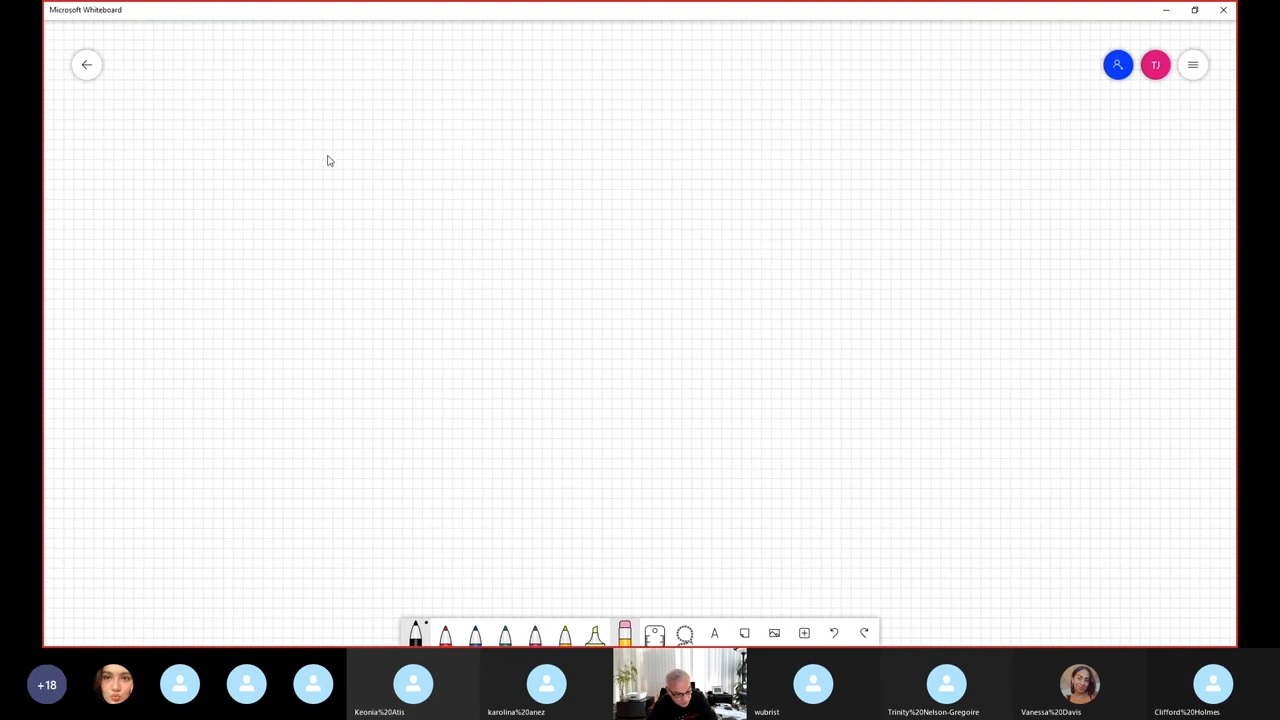 Microsoft Whiteboard
TJ
A
+18
Keonia%20Atis
karolina%20anez
wubrist
Trinity%20Nelson-Gregoire
Vanessa%20Davis
Clifford%20Holmes